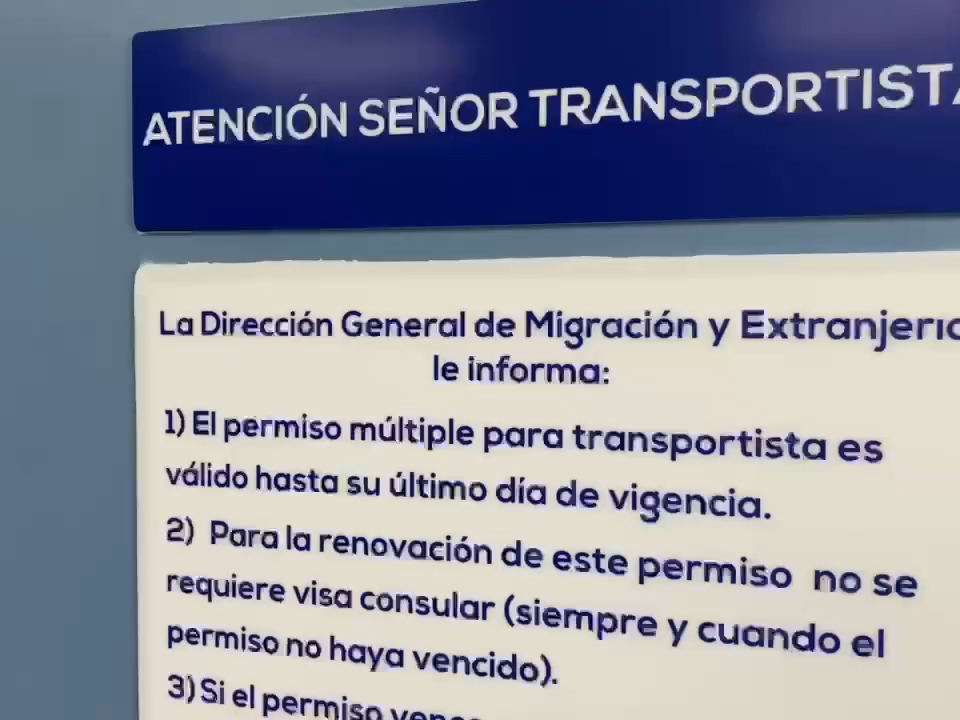 ATENCIÓN SEÑOR TRANSPORTISTA
La Dirección General de Migración y Extranjería
le informa:
1) El permiso múltiple para transportista es
válido hasta su último día de vigencia.
2) Para la renovación de este permiso no se
requiere visa consular (siempre y cuando el
permiso no haya vencido).
3) Si el permiso